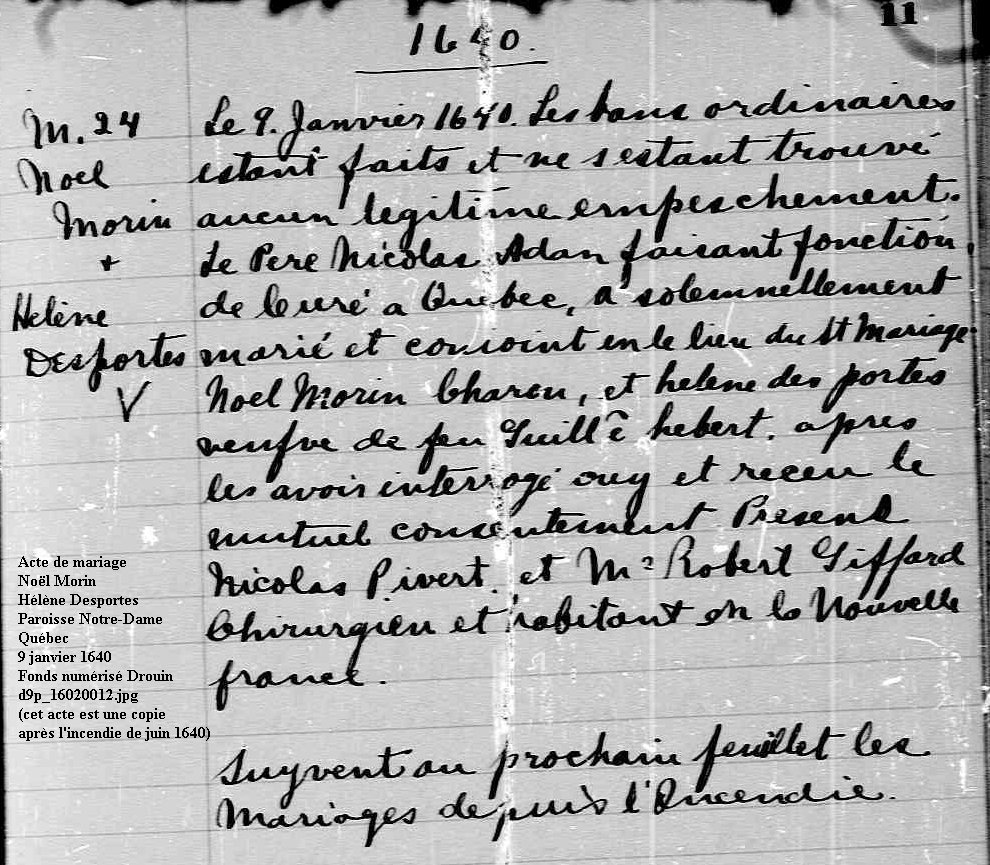 11
1640.
M. 24
Noel
Morin
+
Helène
Desportes
V
Le 9. Janvier 1640. Les bans ordinaires
estant faits et ne s estant trouvé
aucun legitime empeschement.
Le Pere Nicolas Adan faisant fonction
de Curé a Quebec, a solemnellement
marié et conioint en le lieu du St Mariage
Noel Morin Charon, et helene des portes
veufve de feu Guill ê hebert. apres
les avoir interrogé ouy et receu le
mutuel consentement Presens
Nicolas Pivert, et Mr Robert Giffard
Chirurgien et habitant en la Nouvelle
france.
Suyvent au prochain feuillet les
Mariages depuis l'Incendie.
Acte de mariage
Noël Morin
Hélène Desportes
Paroisse Notre-Dame
Québec
9 janvier 1640
Fonds numérisé Drouin
d9p_16020012.jpg
(cet acte est une copie
après l'incendie de juin 1640)